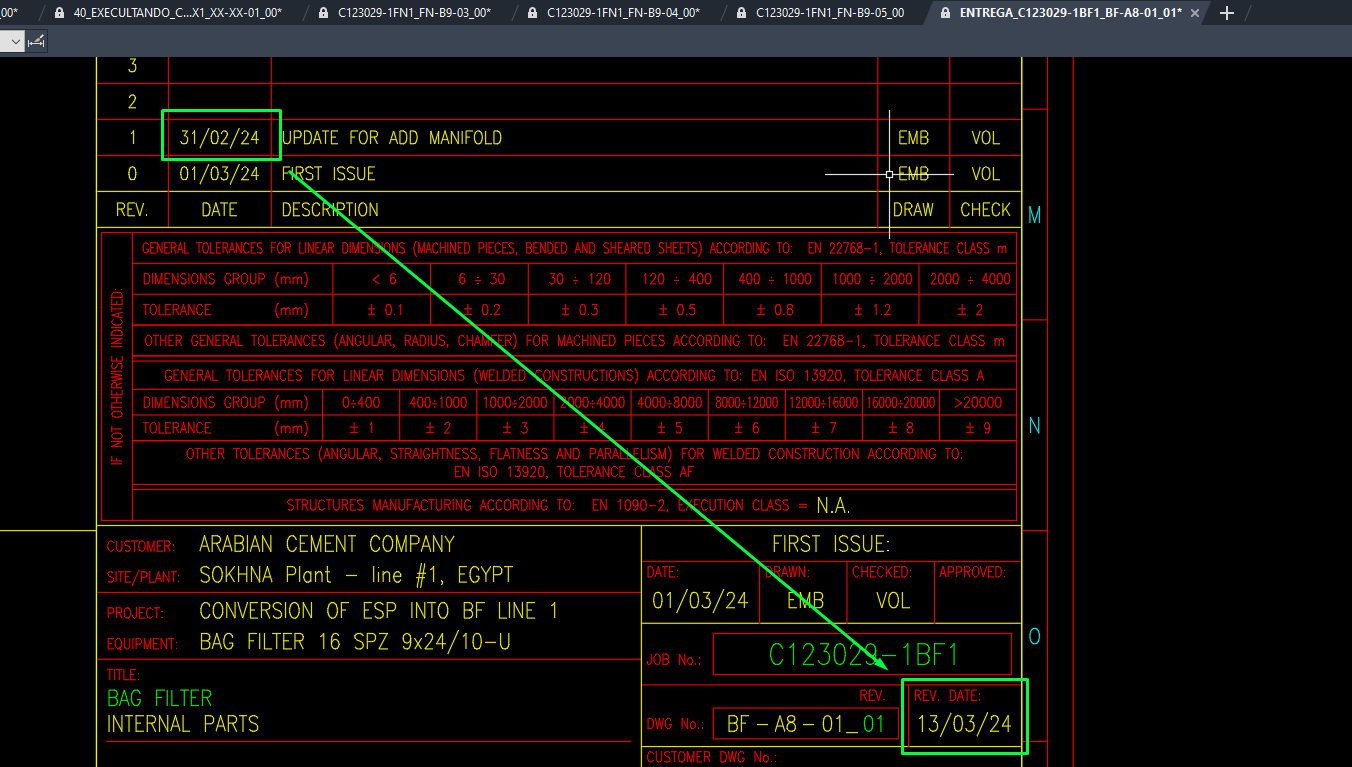 _00*
40_EXECULTANDO_C...X1_XX-XX-01_00*
C123029-1FN1_FN-B9-03_00*
C123029-1FN1_FN-B9-04_00*
C123029-1FN1_FN-B9-05_00
ENTREGA_C123029-1BF1_BF-A8-01_01*
3
2
1 31/02/24 UPDATE FOR ADD MANIFOLD EMB VOL
0 01/03/24 FIRST ISSUE EMB VOL
REV. DATE DESCRIPTION DRAW CHECK
M
IF NOT OTHERWISE INDICATED:
GENERAL TOLERANCES FOR LINEAR DIMENSIONS (MACHINED PIECES, BENDED AND SHEARED SHEETS) ACCORDING TO: EN 22768-1, TOLERANCE CLASS m
DIMENSIONS GROUP (mm) < 6 6 ÷ 30 30 ÷ 120 120 ÷ 400 400 ÷ 1000 1000 ÷ 2000 2000 ÷ 4000
TOLERANCE (mm) ± 0.1 ± 0.2 ± 0.3 ± 0.5 ± 0.8 ± 1.2 ± 2
OTHER GENERAL TOLERANCES (ANGULAR, RADIUS, CHAMFER) FOR MACHINED PIECES ACCORDING TO: EN 22768-1, TOLERANCE CLASS m
GENERAL TOLERANCES FOR LINEAR DIMENSIONS (WELDED CONSTRUCTIONS) ACCORDING TO: EN ISO 13920, TOLERANCE CLASS A
DIMENSIONS GROUP (mm) 0÷400 400÷1000 1000÷2000 2000÷4000 4000÷8000 8000÷12000 12000÷16000 16000÷20000 >20000
TOLERANCE (mm) ± 1 ± 2 ± 3 ± 4 ± 5 ± 6 ± 7 ± 8 ± 9
N
OTHER TOLERANCES (ANGULAR, STRAIGHTNESS, FLATNESS AND PARALLELISM) FOR WELDED CONSTRUCTION ACCORDING TO:
EN ISO 13920, TOLERANCE CLASS AF
STRUCTURES MANUFACTURING ACCORDING TO: EN 1090-2, EXECUTION CLASS = N.A.
CUSTOMER: ARABIAN CEMENT COMPANY
SITE/PLANT: SOKHNA Plant - line #1, EGYPT
PROJECT: CONVERSION OF ESP INTO BF LINE 1
EQUIPMENT: BAG FILTER 16 SPZ 9x24/10-U
TITLE:
BAG FILTER
INTERNAL PARTS
FIRST ISSUE:
DATE: DRAWN: CHECKED: APPROVED:
01/03/24 EMB VOL
O
JOB No.: C123029-1BF1
REV. REV. DATE:
DWG No.: BF-A8-01_01 13/03/24
CUSTOMER DWG No.: